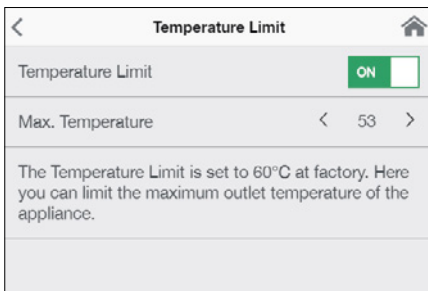 Temperature Limit
Temperature Limit ON
Max. Temperature < 53 >
The Temperature Limit is set to 60°C at factory. Here
you can limit the maximum outlet temperature of the
appliance.